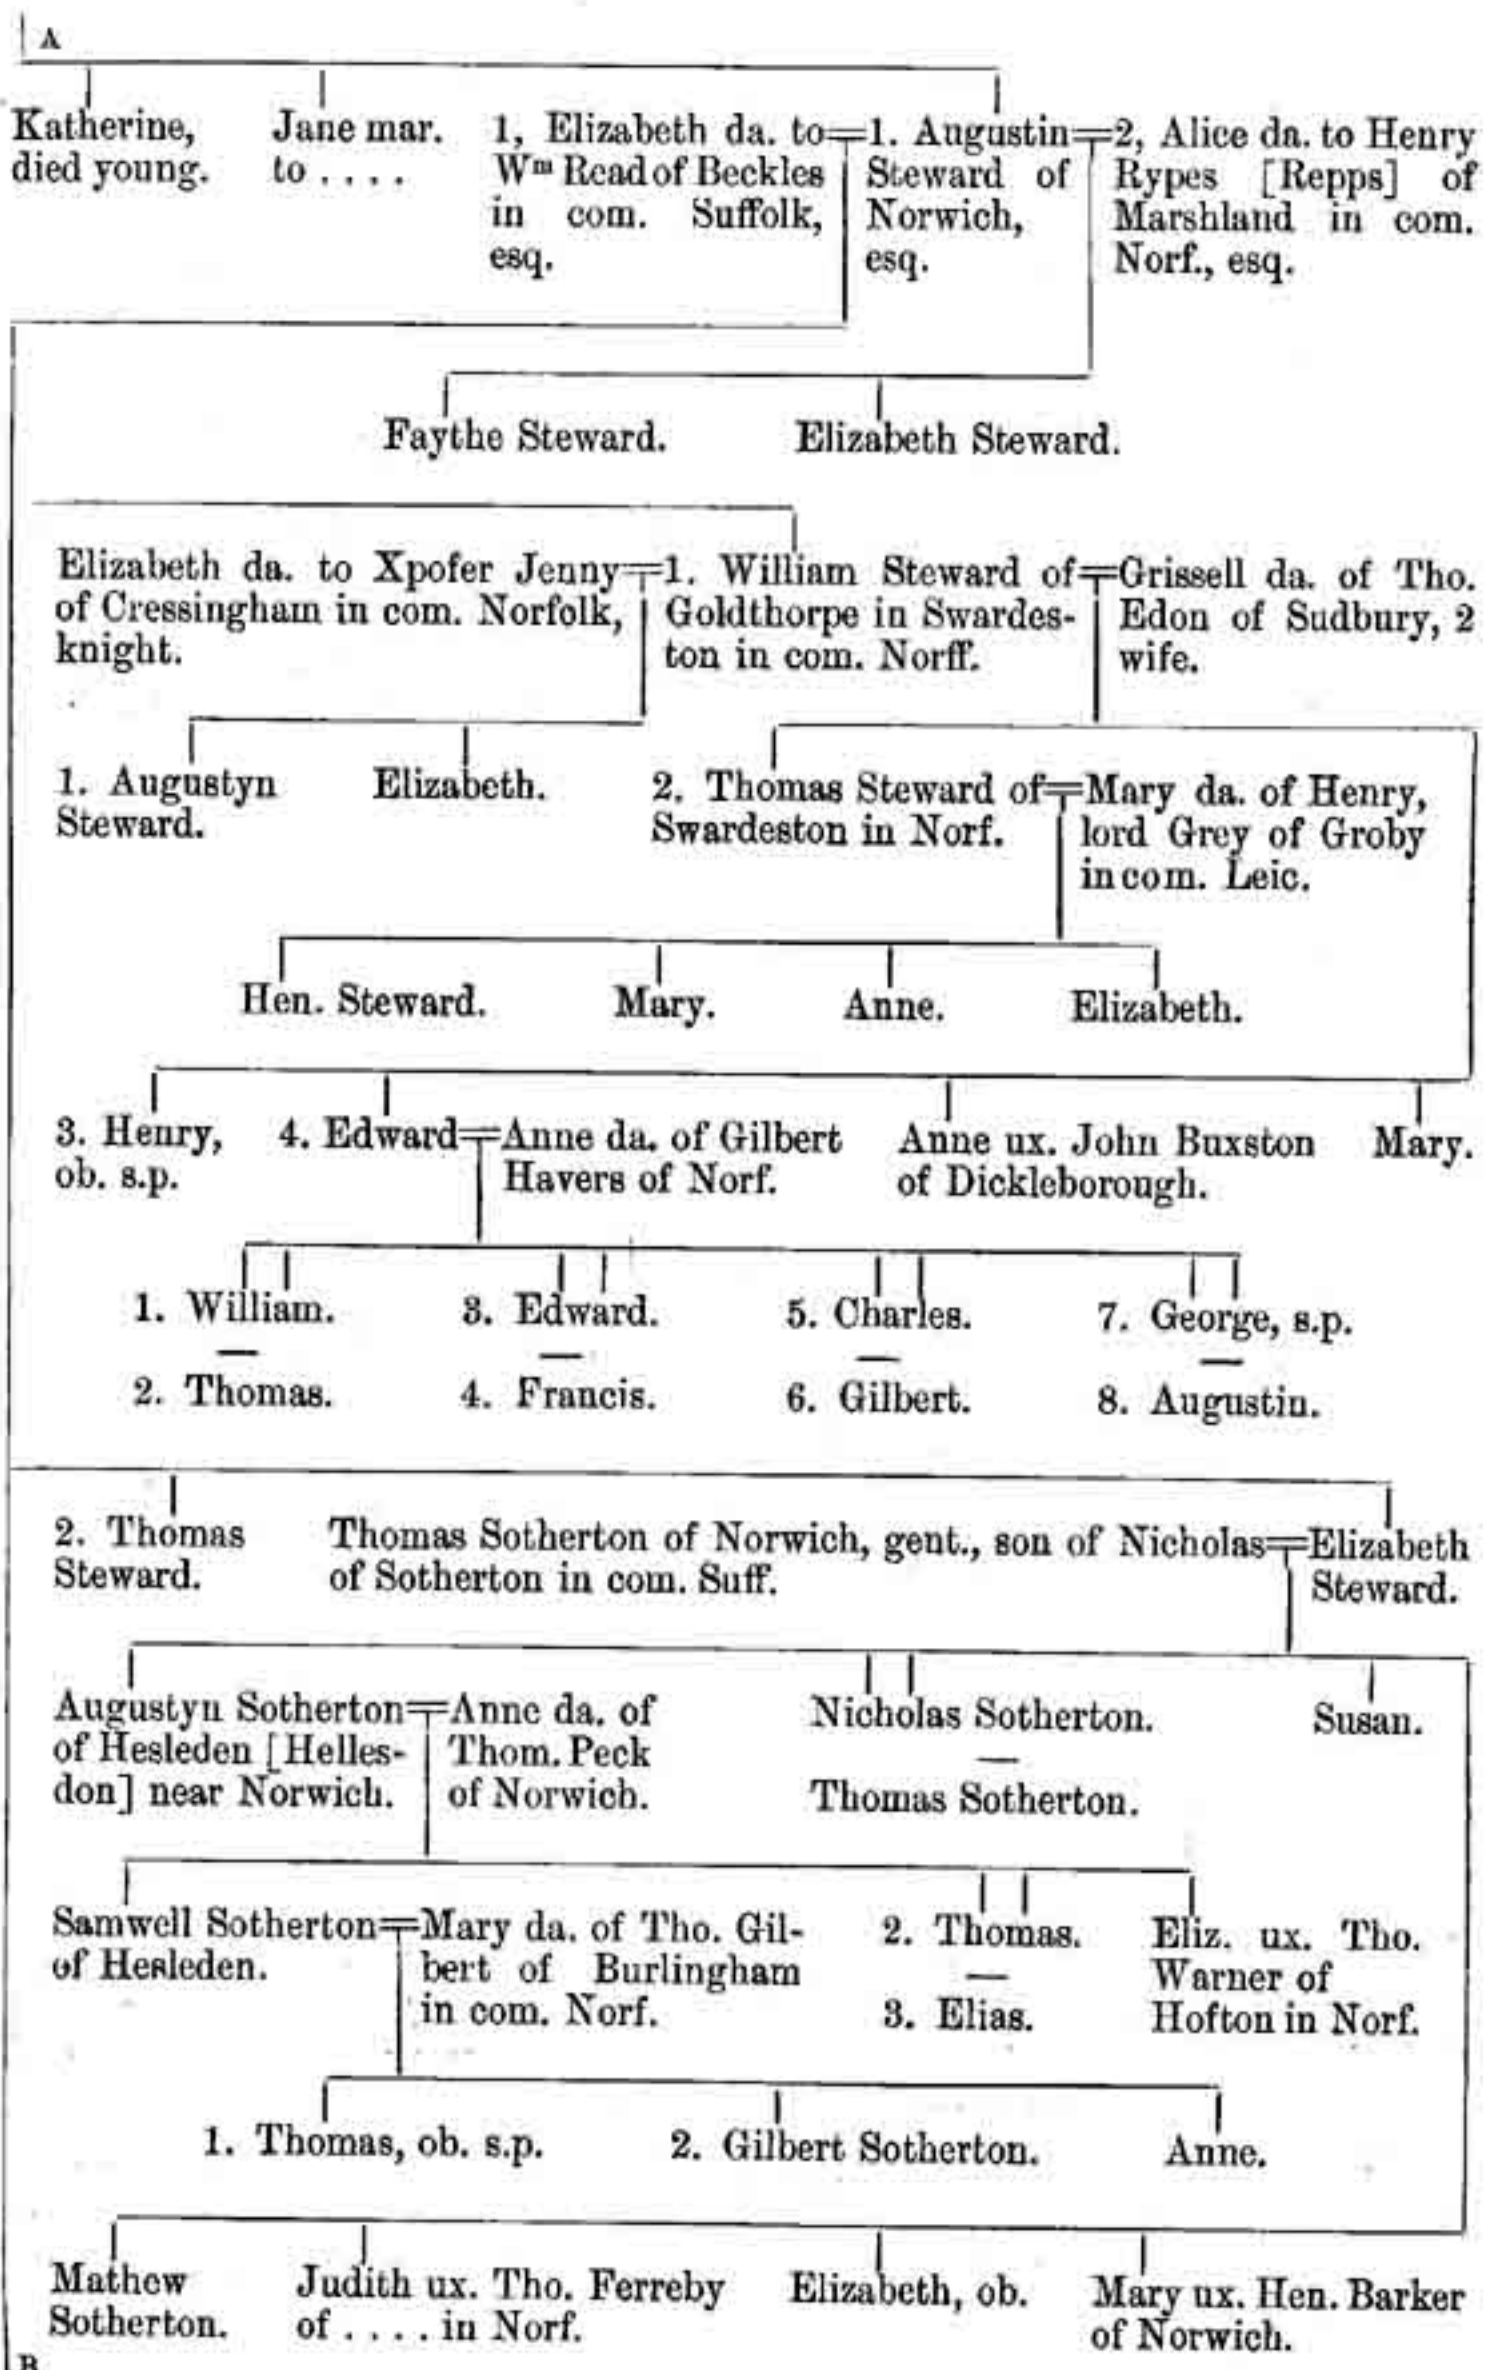 A
Katherine,
died young.
Jane mar.
to . . . .
1, Elizabeth da. to
Wm Read of Beckles
in com. Suffolk,
esq.
1. Augustin
Steward of
Norwich,
esq.
2, Alice da. to Henry
Rypes [Repps] of
Marshland in com.
Norf., esq.
Faythe Steward.
Elizabeth Steward.
Elizabeth da. to Xpofer Jenny
of Cressingham in com. Norfolk,
knight.
1. William Steward of
Goldthorpe in Swardes-
ton in com. Norff.
Grissell da. of Tho.
Edon of Sudbury, 2
wife.
1. Augustyn
Steward.
Elizabeth.
2. Thomas Steward of
Swardeston in Norf.
Mary da. of Henry,
lord Grey of Groby
in com. Leic.
Hen. Steward.
Mary.
Anne.
Elizabeth.
3. Henry,
ob. s.p.
4. Edward
Anne da. of Gilbert
Havers of Norf.
Anne ux. John Buxston
of Dickleborough.
Mary.
1. William.
3. Edward.
5. Charles.
7. George, s.p.
2. Thomas.
4. Francis.
6. Gilbert.
8. Augustin.
2. Thomas
Steward.
Thomas Sotherton of Norwich, gent., son of Nicholas
of Sotherton in com. Suff.
Elizabeth
Steward.
Augustyn Sotherton
of Hesleden [Helles-
don] near Norwich.
Anne da. of
Thom. Peck
of Norwich.
Nicholas Sotherton.
Thomas Sotherton.
Susan.
Samwell Sotherton
of Hesleden.
Mary da. of Tho. Gil-
bert of Burlingham
in com. Norf.
2. Thomas.
3. Elias.
Eliz. ux. Tho.
Warner of
Hofton in Norf.
1. Thomas, ob. s.p.
2. Gilbert Sotherton.
Anne.
Mathew
Sotherton.
Judith ux. Tho. Ferreby
of . . . . in Norf.
Elizabeth, ob.
Mary ux. Hen. Barker
of Norwich.
B